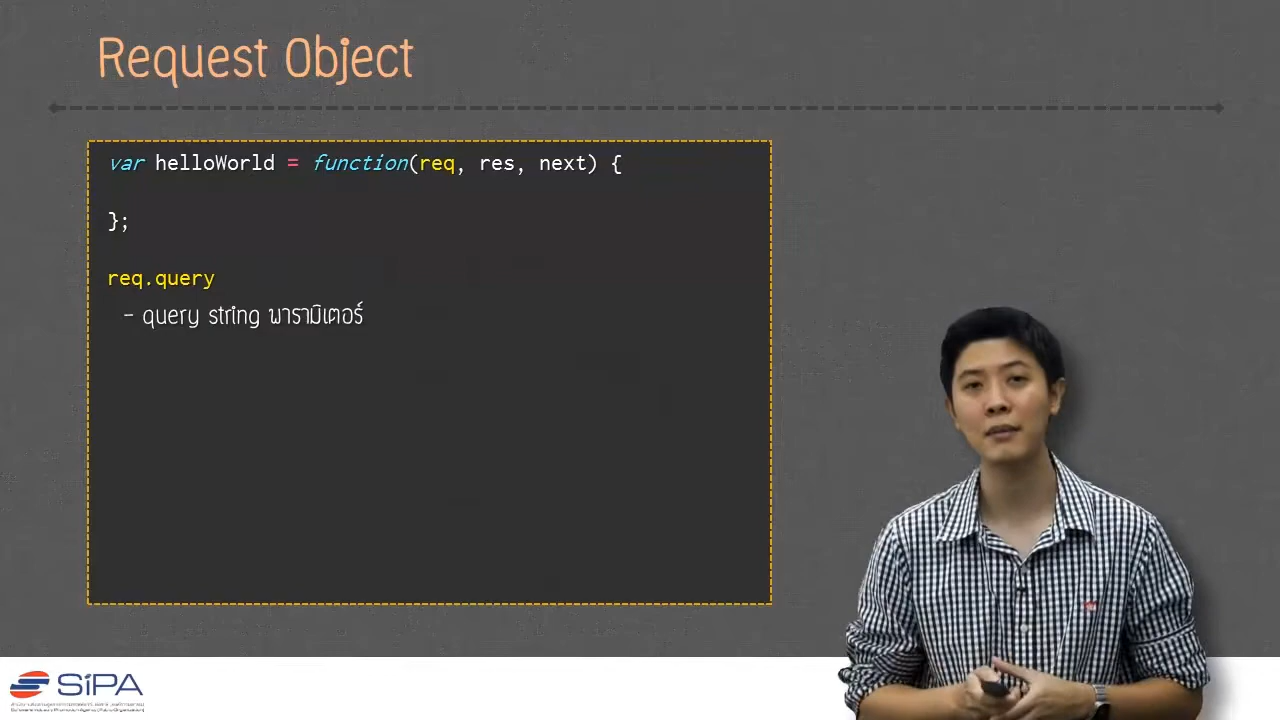 Request Object
var helloWorld = function(req, res, next) {
};
req.query
- query string พารามิเตอร์
SiPA